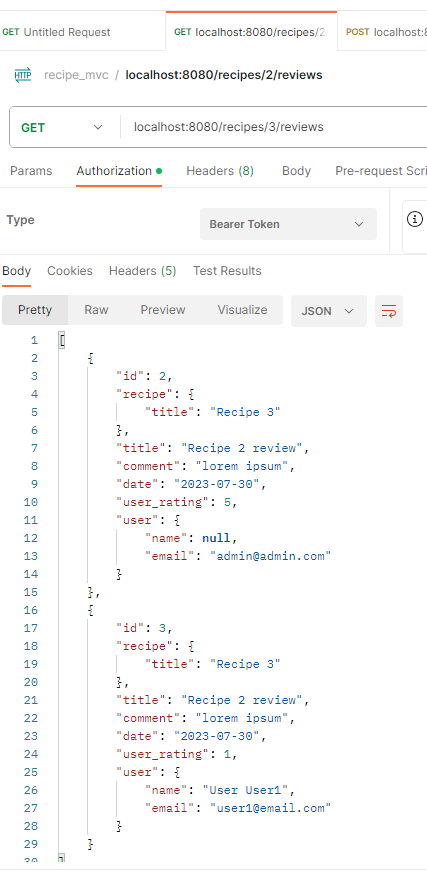 GET Untitled Request GET localhost:8080/recipes/2 POST localhost:8
HTTP recipe_mvc / localhost:8080/recipes/2/reviews
GET localhost:8080/recipes/3/reviews
Params Authorization Headers (8) Body Pre-request Scri
Type Bearer Token
Body Cookies Headers (5) Test Results
Pretty Raw Preview Visualize JSON
1 [
2 {
3 "id": 2,
4 "recipe": {
5 "title": "Recipe 3"
6 },
7 "title": "Recipe 2 review",
8 "comment": "lorem ipsum",
9 "date": "2023-07-30",
10 "user_rating": 5,
11 "user": {
12 "name": null,
13 "email": "admin@admin.com"
14 }
15 },
16 {
17 "id": 3,
18 "recipe": {
19 "title": "Recipe 3"
20 },
21 "title": "Recipe 2 review",
22 "comment": "lorem ipsum",
23 "date": "2023-07-30",
24 "user_rating": 1,
25 "user": {
26 "name": "User User1",
27 "email": "user1@email.com"
28 }
29 }
30 ]